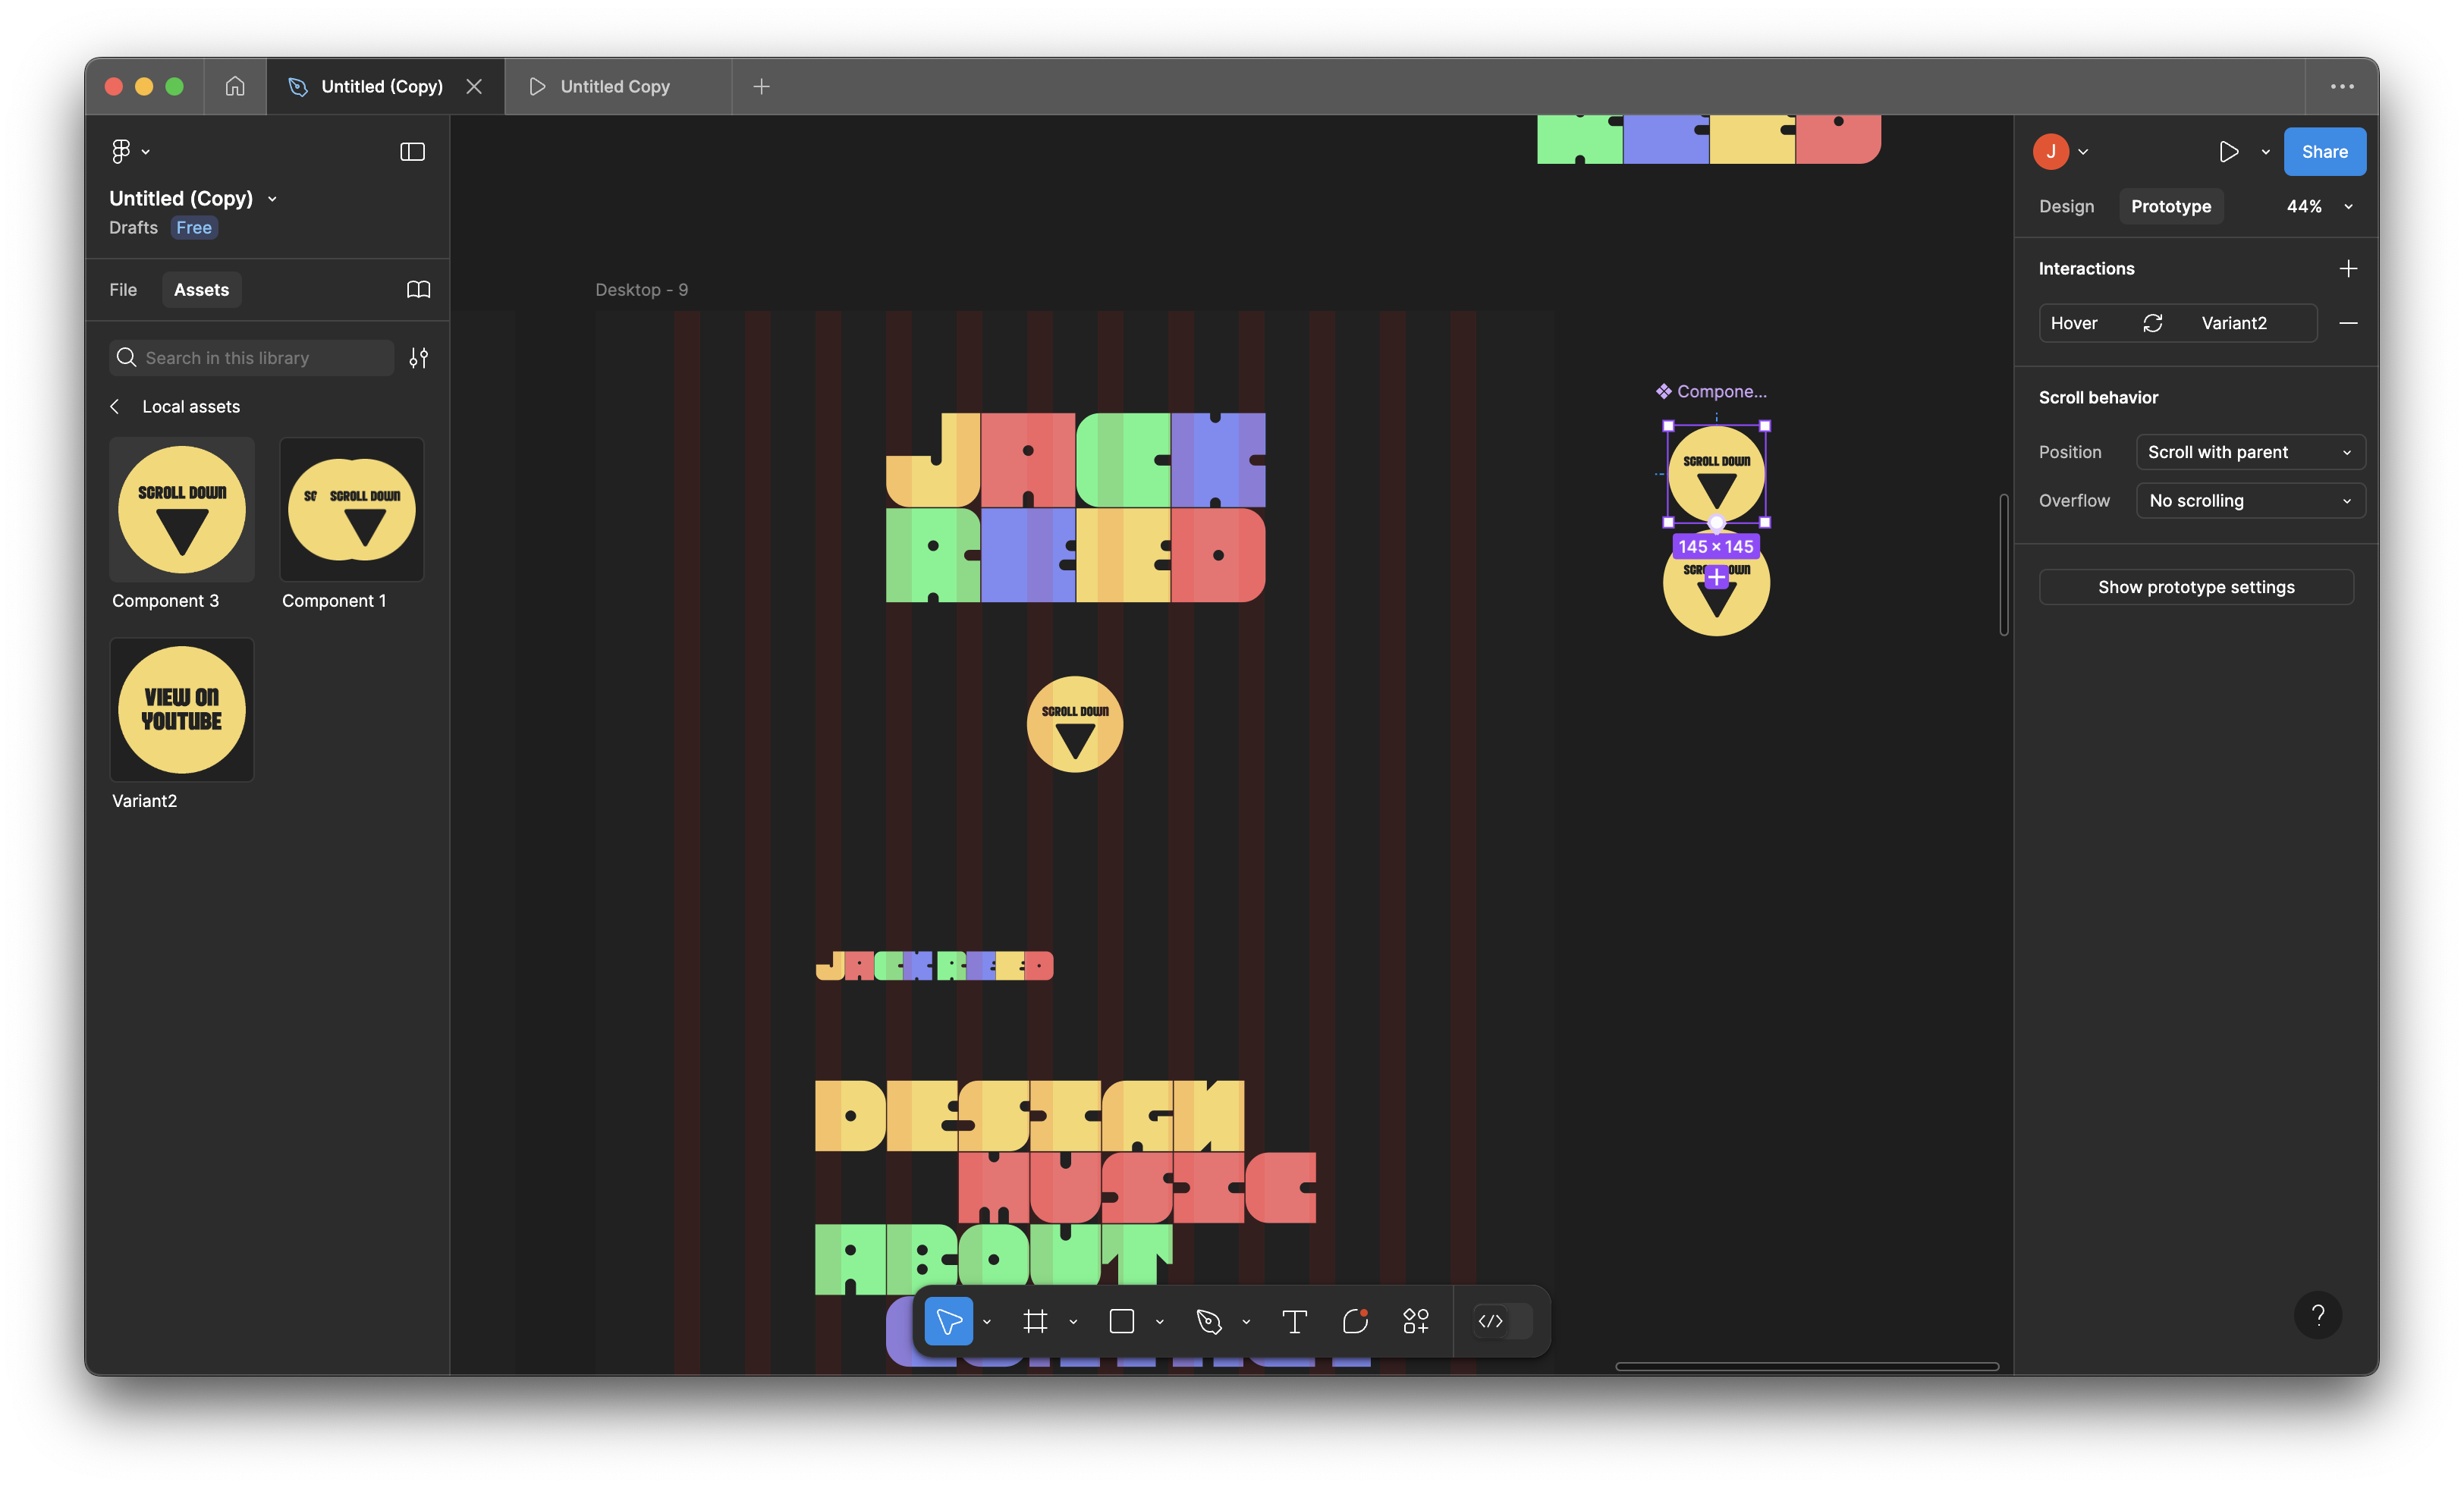 Untitled (Copy)
Untitled Copy
Untitled (Copy)
Drafts Free
File Assets
Search in this library
Local assets
SCROLL DOWN
SC SCROLL DOWN
Component 3
Component 1
VIEW ON
YOUTUBE
Variant2
Desktop - 9
JACK
REED
SCROLL DOWN
JACK REED
DESIGN
MUSIC
ABOUT
Compone...
SCROLL DOWN
145 × 145
J
Share
Design Prototype 44%
Interactions
Hover Variant2
Scroll behavior
Position Scroll with parent
Overflow No scrolling
Show prototype settings
?